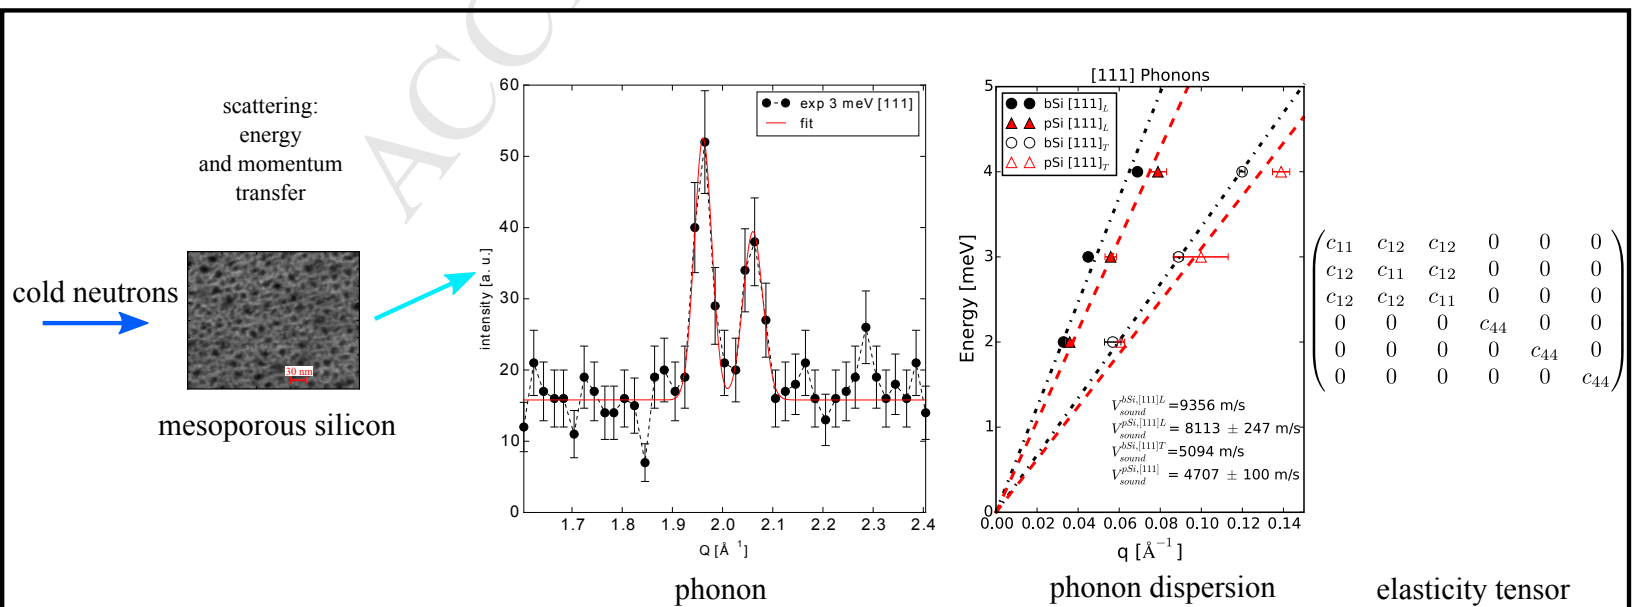 ACC
scattering:
energy
and momentum
transfer
cold neutrons
30 nm
mesoporous silicon
60
50
40
30
20
10
0
intensity [a. u.]
exp 3 meV [111]
fit
1.7 1.8 1.9 2.0 2.1 2.2 2.3 2.4
Q [Å⁻¹]
phonon
[111] Phonons
5
4
3
2
1
0
Energy [meV]
bSi [111]_L
pSi [111]_L
bSi [111]_T
pSi [111]_T
V_sound^{bSi,[111]L}=9356 m/s
V_sound^{pSi,[111]L} = 8113 ± 247 m/s
V_sound^{bSi,[111]T}=5094 m/s
V_sound^{pSi,[111]} = 4707 ± 100 m/s
0.00 0.02 0.04 0.06 0.08 0.10 0.12 0.14
q [Å⁻¹]
phonon dispersion
c₁₁ c₁₂ c₁₂ 0 0 0
c₁₂ c₁₁ c₁₂ 0 0 0
c₁₂ c₁₂ c₁₁ 0 0 0
0 0 0 c₄₄ 0 0
0 0 0 0 c₄₄ 0
0 0 0 0 0 c₄₄
elasticity tensor